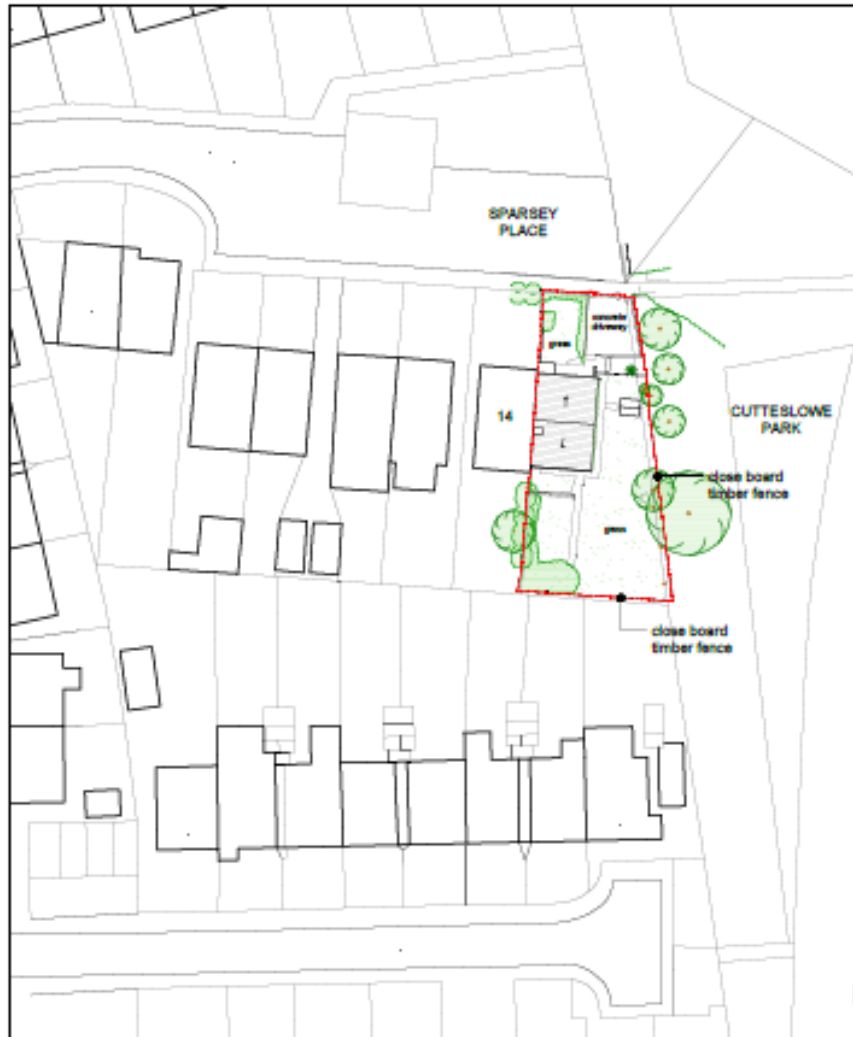 SPARSEY
PLACE
concrete
driveway
grass
14
CUTTESLOWE
PARK
close board
timber fence
grass
close board
timber fence